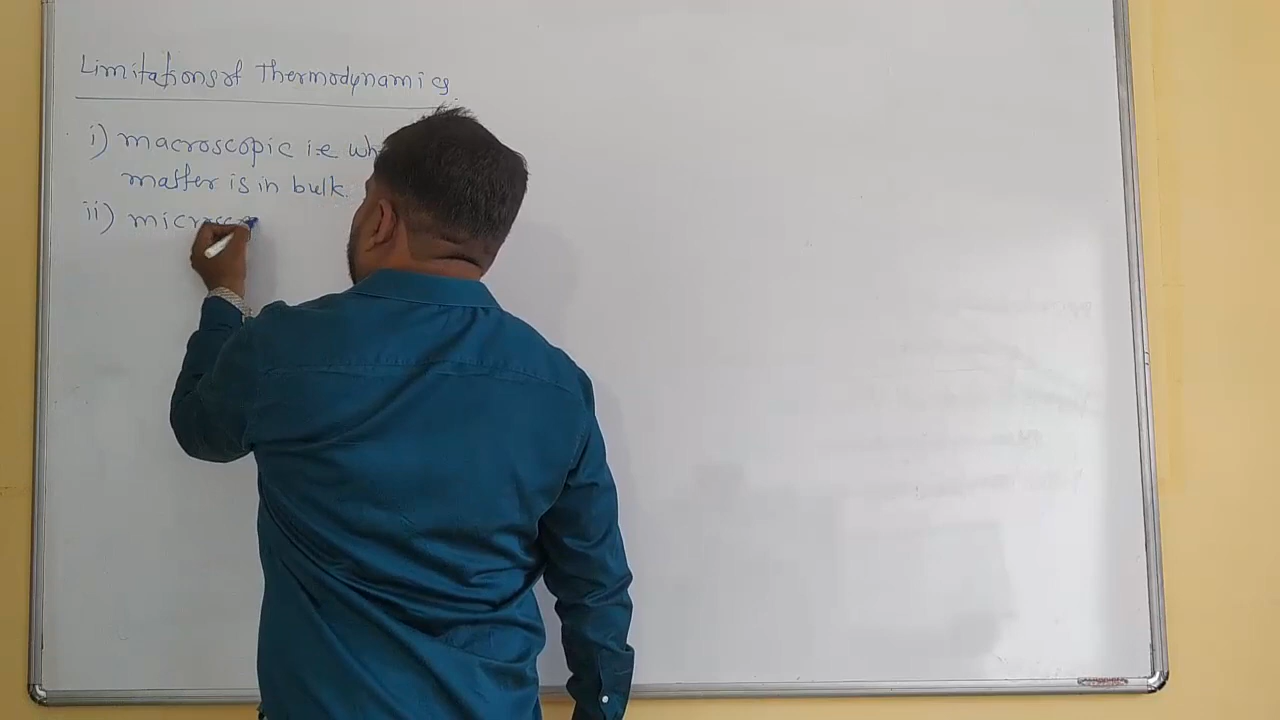 Limitations of Thermodynamics
i) macroscopic i.e
matter is in bulk.
ii)